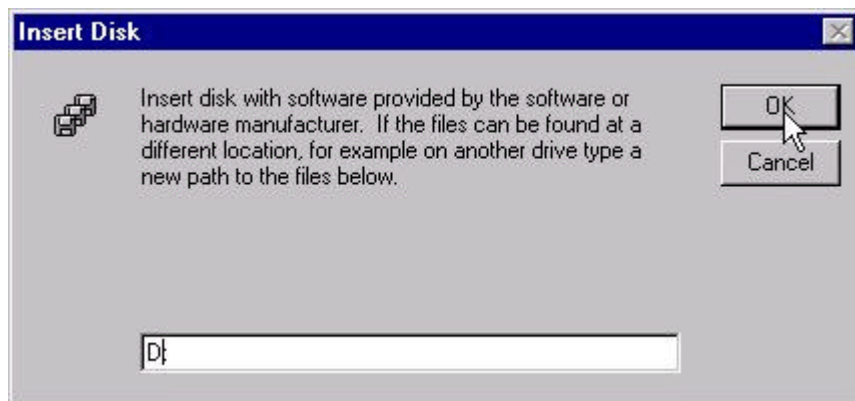 Insert Disk
Insert disk with software provided by the software or
hardware manufacturer. If the files can be found at a
different location, for example on another drive type a
new path to the files below.
OK
Cancel
D: